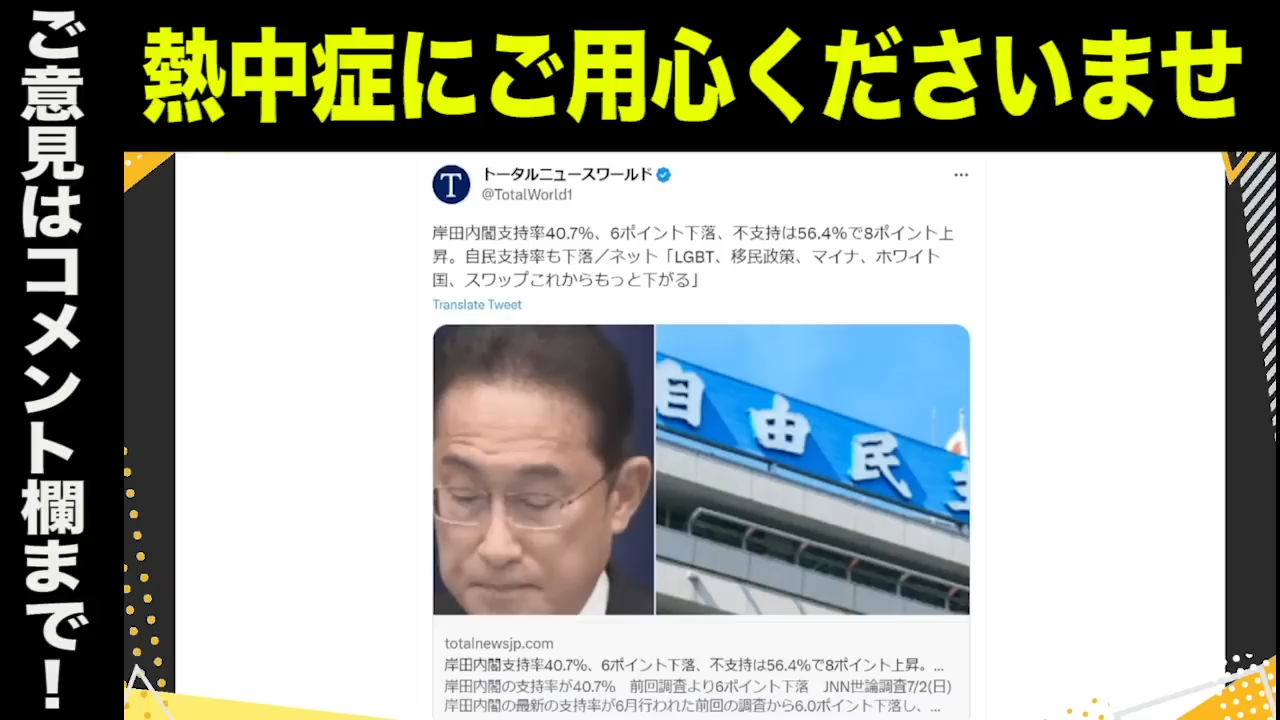 熱中症にご用心くださいませ
ご意見はコメント欄まで！
トータルニュースワールド
@TotalWorld1
岸田内閣支持率40.7%、6ポイント下落、不支持は56.4%で8ポイント上
昇。自民支持率も下落／ネット「LGBT、移民政策、マイナ、ホワイト
国、スワップこれからもっと下がる」
Translate Tweet
自由民
totalnewsjp.com
岸田内閣支持率40.7%、6ポイント下落、不支持は56.4%で8ポイント上昇。...
岸田内閣の支持率が40.7%　前回調査より6ポイント下落　JNN世論調査7/2(日)
岸田内閣の最新の支持率が6月行われた前回の調査から6.0ポイント下落し、...